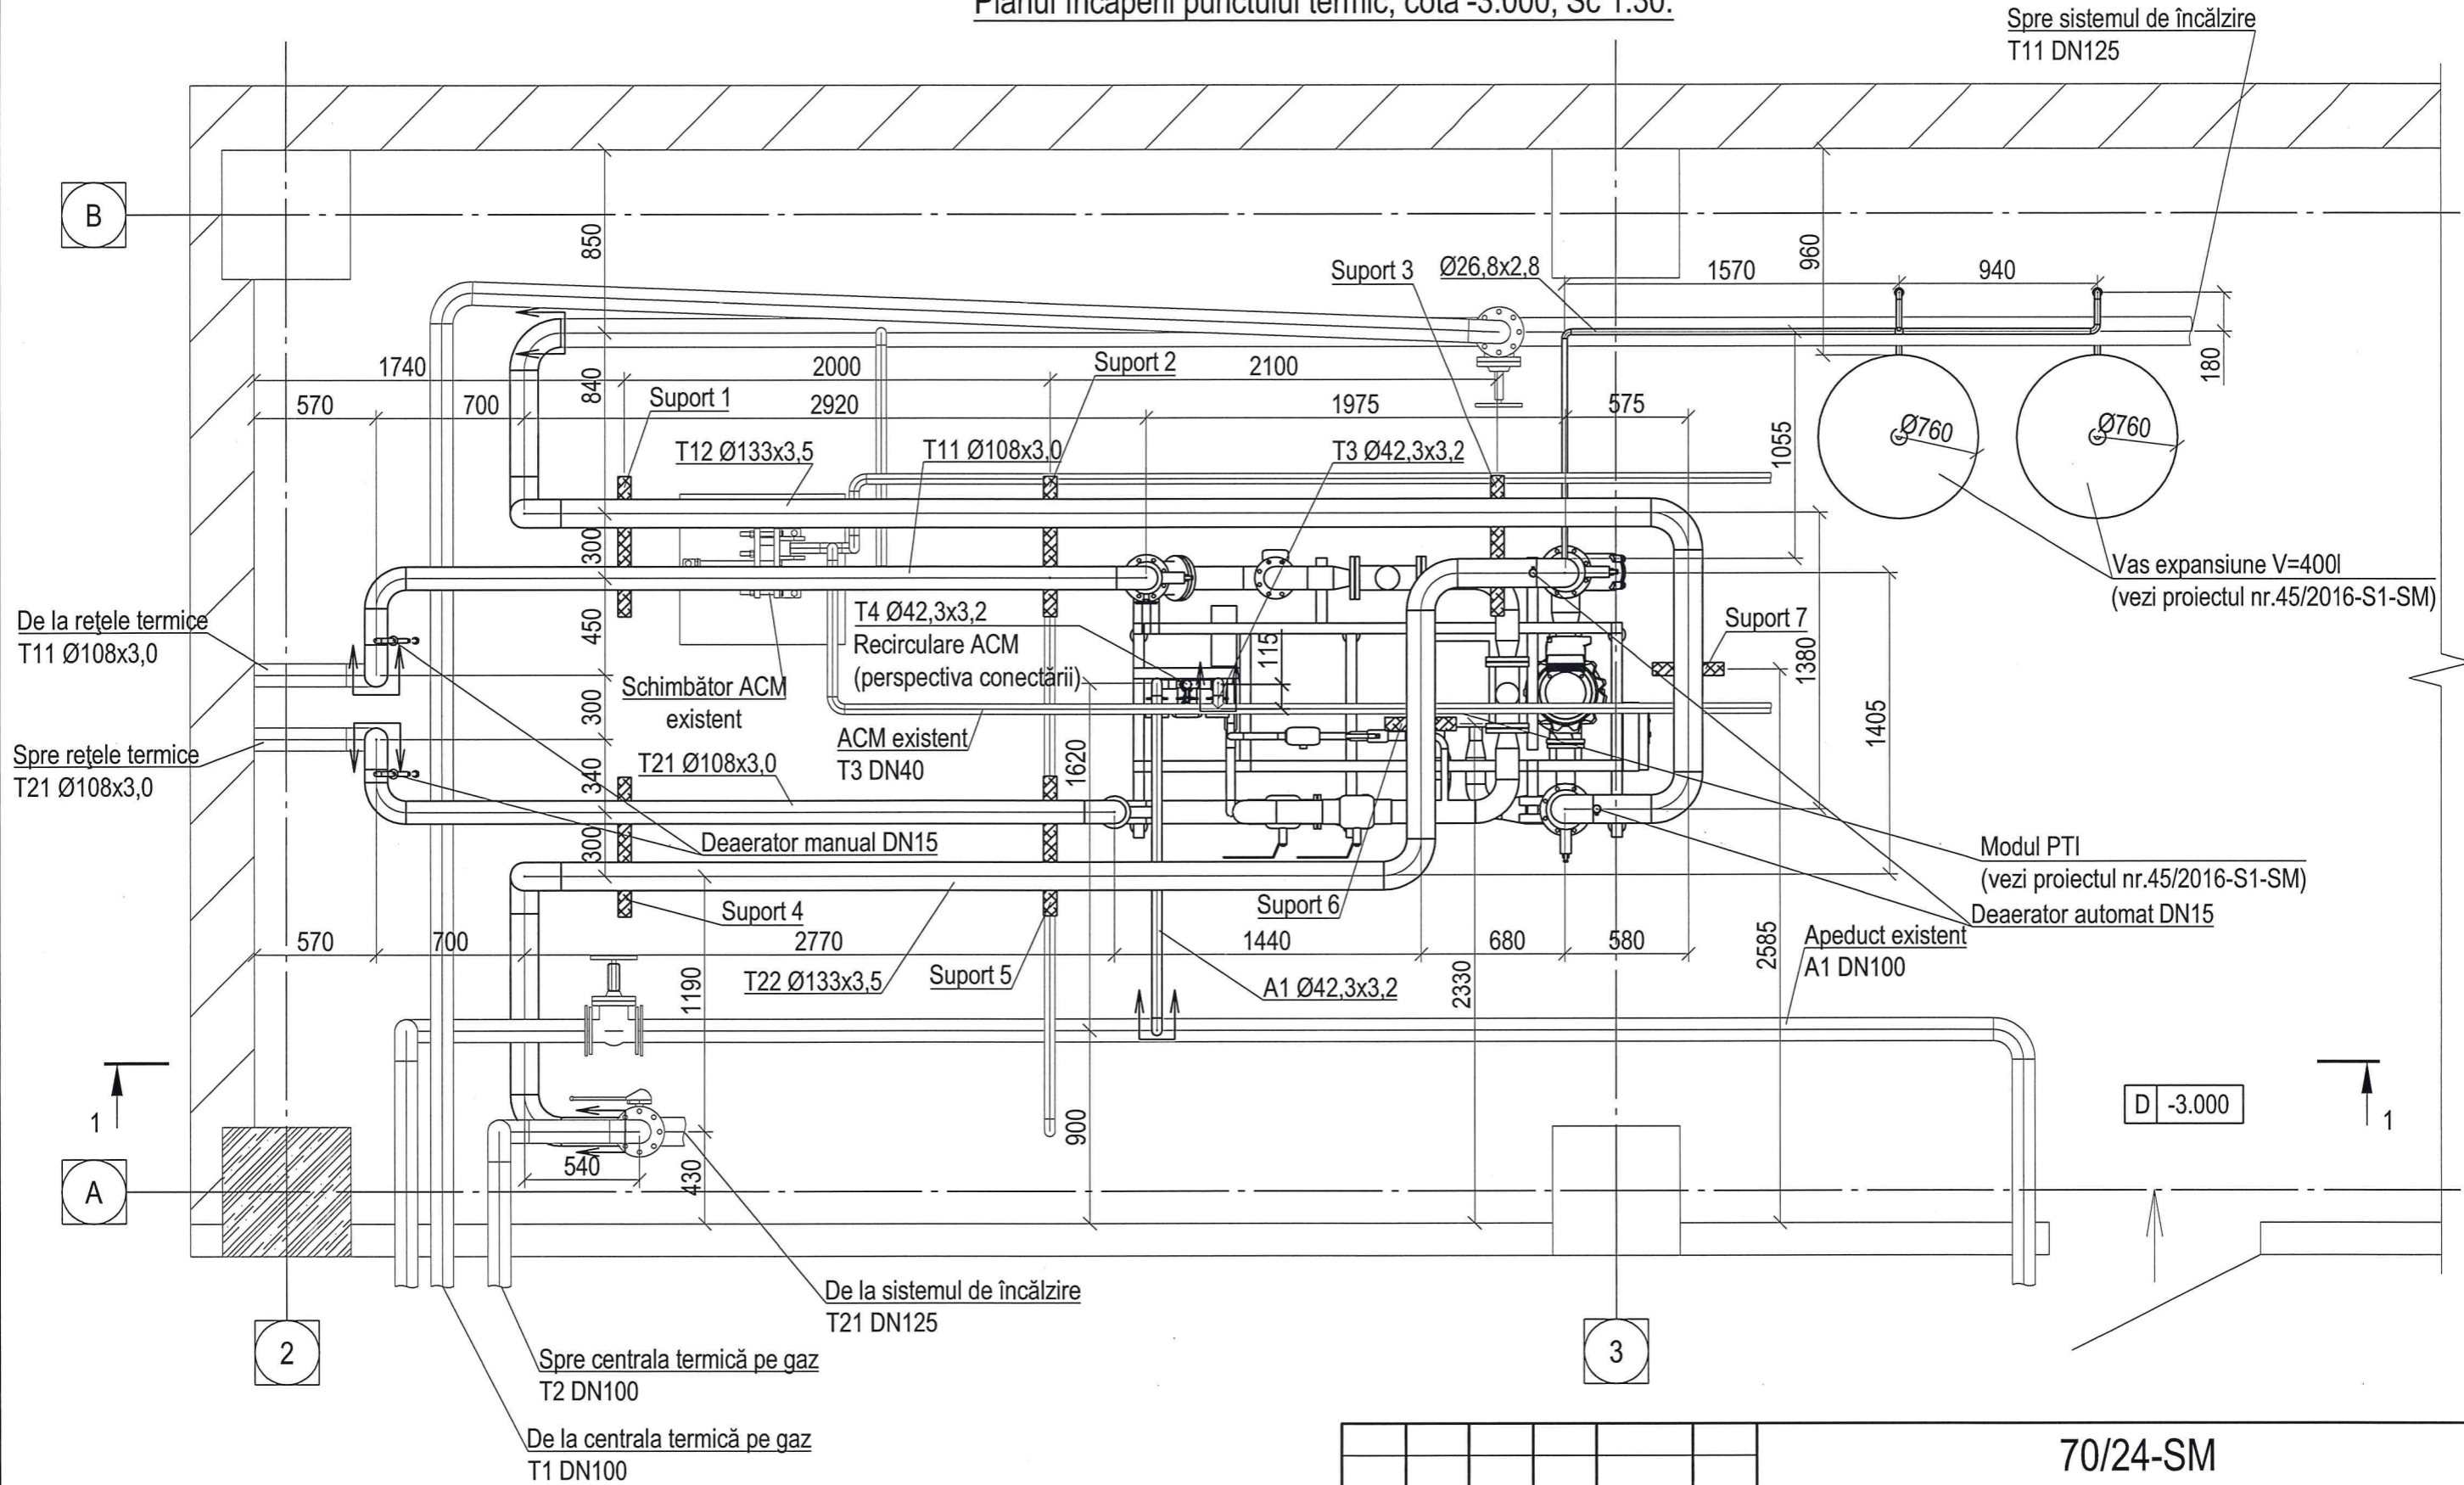 Planul încăperii punctului termic, cota -3.000, Sc 1:30.
Spre sistemul de încălzire
T11 DN125
B
850
960
Suport 3
Ø26,8x2,8
1570
940
180
1740
840
2000
Suport 2
2100
570
700
Suport 1
2920
1975
575
1055
Ø760
Ø760
T12 Ø133x3,5
T11 Ø108x3,0
T3 Ø42,3x3,2
300
Vas expansiune V=400l
(vezi proiectul nr.45/2016-S1-SM)
De la rețele termice
T11 Ø108x3,0
450
T4 Ø42,3x3,2
Recirculare ACM
(perspectiva conectării)
115
Suport 7
1380
Schimbător ACM
existent
300
1405
Spre rețele termice
T21 Ø108x3,0
ACM existent
T3 DN40
T21 Ø108x3,0
1620
340
Deaerator manual DN15
300
Modul PTI
(vezi proiectul nr.45/2016-S1-SM)
Deaerator automat DN15
Suport 4
Suport 6
570
700
2770
1440
680
580
2585
Apeduct existent
A1 DN100
T22 Ø133x3,5
Suport 5
A1 Ø42,3x3,2
1190
2330
1
D -3.000
1
900
A
540
430
De la sistemul de încălzire
T21 DN125
2
3
Spre centrala termică pe gaz
T2 DN100
De la centrala termică pe gaz
T1 DN100
70/24-SM